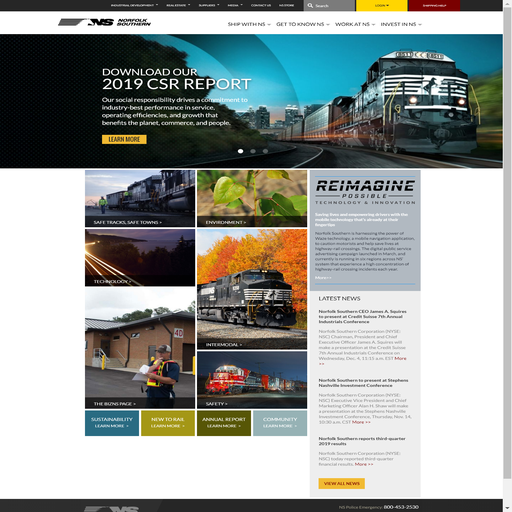 INDUSTRIAL DEVELOPMENT
REAL ESTATE
SUPPLIERS
MEDIA
CONTACT US
NS STORE
Search
LOGIN
SHIPPING HELP
NS NORFOLK SOUTHERN
SHIP WITH NS
GET TO KNOW NS
WORK AT NS
INVEST IN NS
DOWNLOAD OUR
2019 CSR REPORT
Our social responsibility drives a commitment to
industry-best performance in service,
operating efficiencies, and growth that
benefits the planet, commerce, and people.
LEARN MORE
SAFE TRACKS, SAFE TOWNS >
ENVIRONMENT >
TECHNOLOGY >
INTERMODAL >
THE BIZNS PAGE >
SAFETY >
SUSTAINABILITY
LEARN MORE >
NEW TO RAIL
LEARN MORE >
ANNUAL REPORT
LEARN MORE >
COMMUNITY
LEARN MORE >
REIMAGINE
POSSIBLE
TECHNOLOGY & INNOVATION
Saving lives and empowering drivers with the
mobile technology that's already at their
fingertips
Norfolk Southern is harnessing the power of
Waze technology, a mobile navigation application,
to caution motorists and help save lives at
highway-rail crossings. The digital public service
advertising campaign launched in March, and
currently is running in six regions across NS'
system that experience a high concentration of
highway-rail crossing incidents each year.
More >>
LATEST NEWS
Norfolk Southern CEO James A. Squires
to present at Credit Suisse 7th Annual
Industrials Conference
Norfolk Southern Corporation (NYSE:
NSC) Chairman, President and Chief
Executive Officer James A. Squires will
make a presentation at the Credit Suisse
7th Annual Industrials Conference on
Wednesday, Dec. 4, 11:15 a.m. EST More
>>
Norfolk Southern to present at Stephens
Nashville Investment Conference
Norfolk Southern Corporation (NYSE:
NSC) Executive Vice President and Chief
Marketing Officer Alan H. Shaw will make
a presentation at the Stephens Nashville
Investment Conference, Thursday, Nov. 14,
10:30 a.m. CST More >>
Norfolk Southern reports third-quarter
2019 results
Norfolk Southern Corporation (NYSE:
NSC) today reported third-quarter
financial results. More >>
VIEW ALL NEWS
NS Police Emergency: 800-453-2530